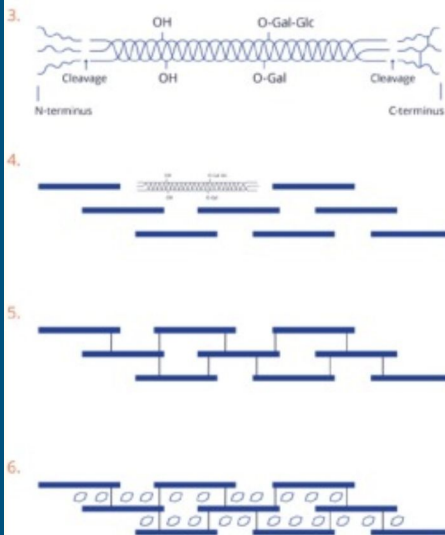 3.
OH O-Gal-Glc
Cleavage OH O-Gal Cleavage
N-terminus C-terminus
4.
5.
6.